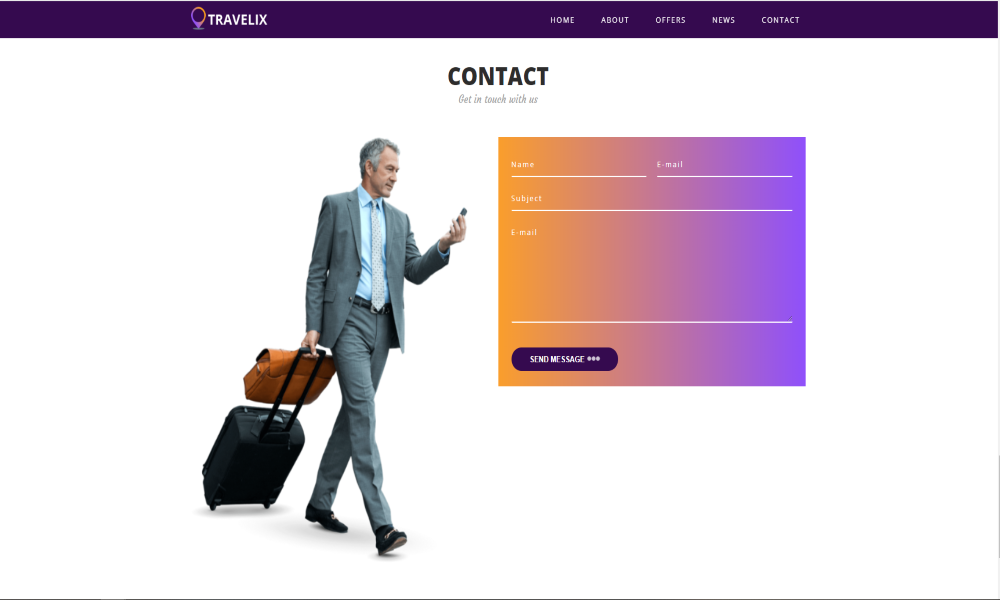 TRAVELIX
HOME ABOUT OFFERS NEWS CONTACT
CONTACT
Get in touch with us
Name E-mail
Subject
E-mail
SEND MESSAGE